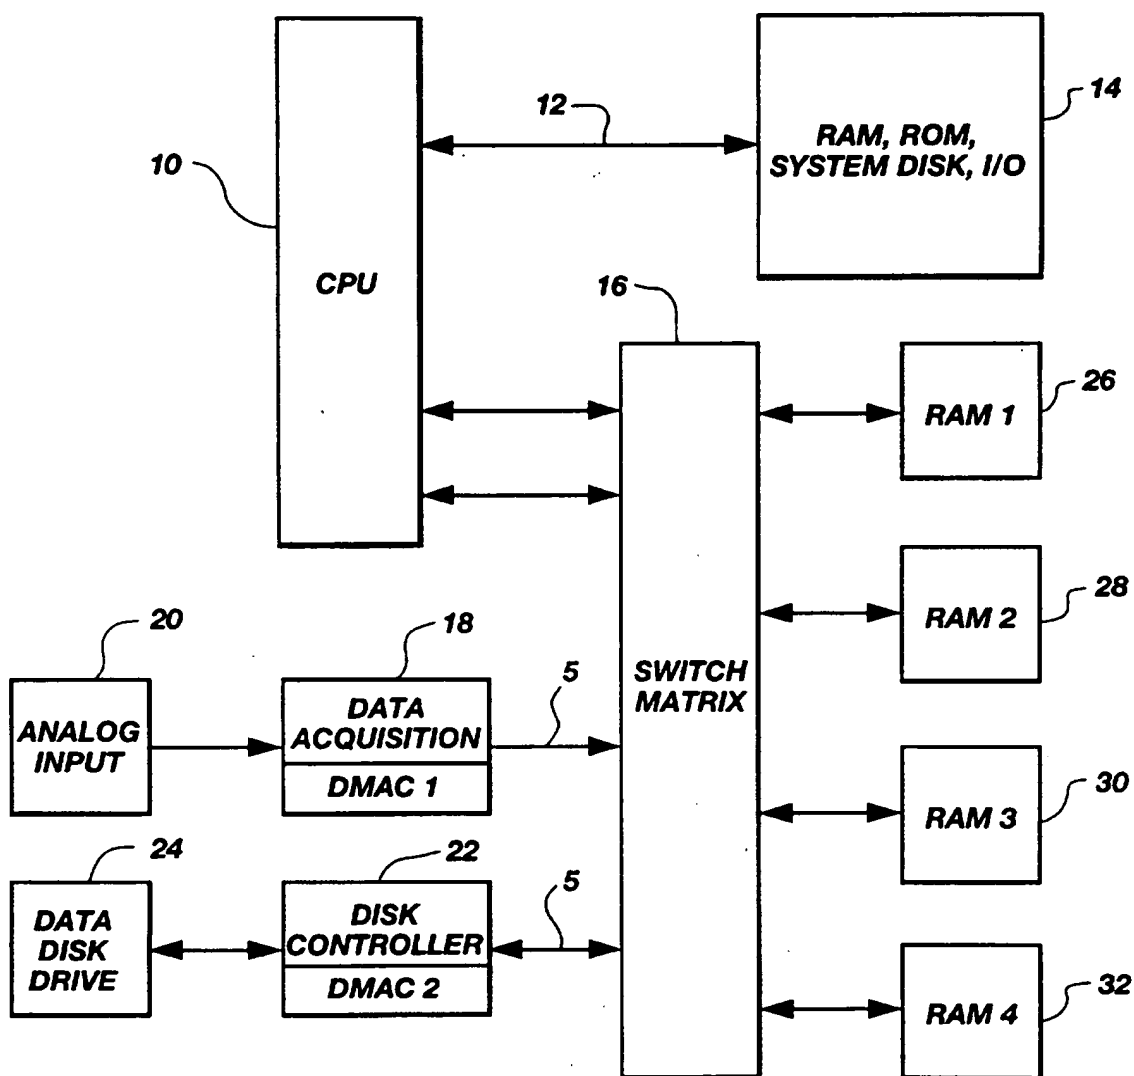 12
14
RAM, ROM,
SYSTEM DISK, I/O
10
CPU
16
26
RAM 1
28
RAM 2
20
18
5
SWITCH
MATRIX
ANALOG
INPUT
DATA
ACQUISITION
DMAC 1
30
RAM 3
24
22
5
DATA
DISK
DRIVE
DISK
CONTROLLER
DMAC 2
32
RAM 4